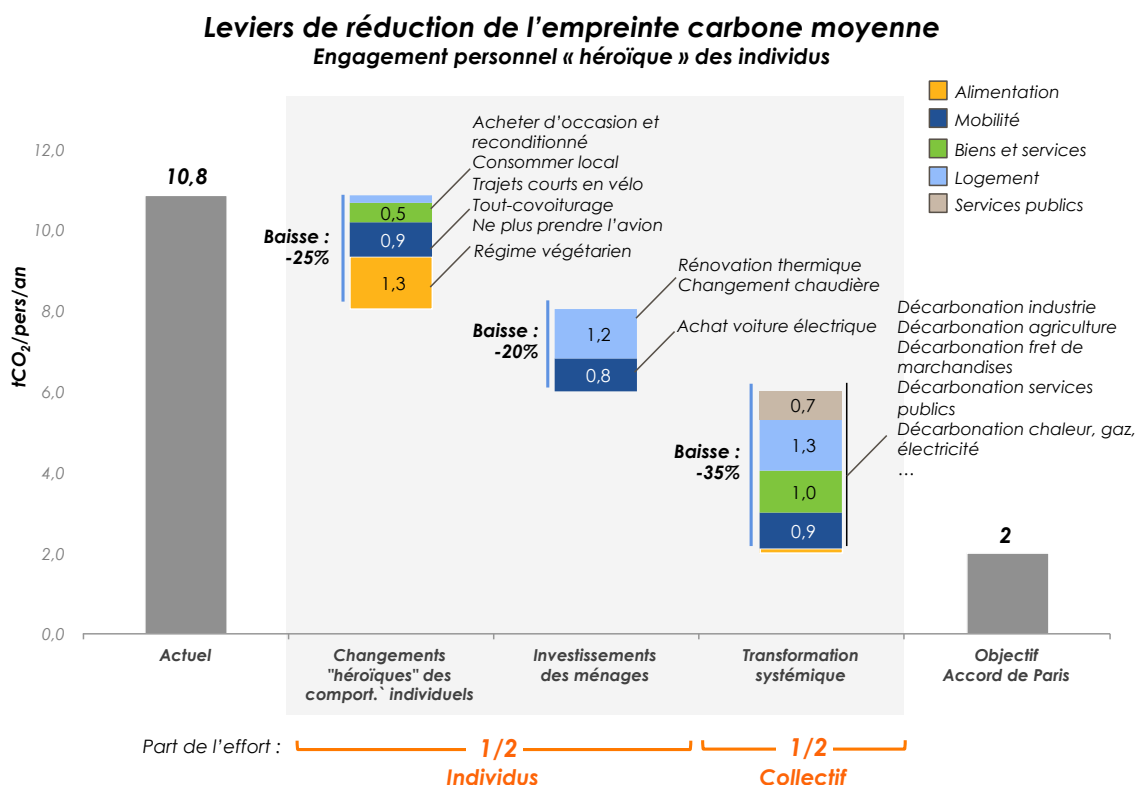 Leviers de réduction de l'empreinte carbone moyenne
Engagement personnel « héroïque » des individus
Alimentation
Mobilité
Biens et services
Logement
Services publics
tCO2/pers/an
12,0
10,0
8,0
6,0
4,0
2,0
0,0
10,8
Baisse :
-25%
0,5
0,9
1,3
Acheter d'occasion et
reconditionné
Consommer local
Trajets courts en vélo
Tout-covoiturage
Ne plus prendre l'avion
Régime végétarien
Baisse :
-20%
1,2
0,8
Rénovation thermique
Changement chaudière
Achat voiture électrique
Baisse :
-35%
0,7
1,3
1,0
0,9
Décarbonation industrie
Décarbonation agriculture
Décarbonation fret de
marchandises
Décarbonation services
publics
Décarbonation chaleur, gaz,
électricité
…
2
Actuel
Changements
"héroïques" des
comport.` individuels
Investissements
des ménages
Transformation
systémique
Objectif
Accord de Paris
Part de l'effort :
1/2
Individus
1/2
Collectif